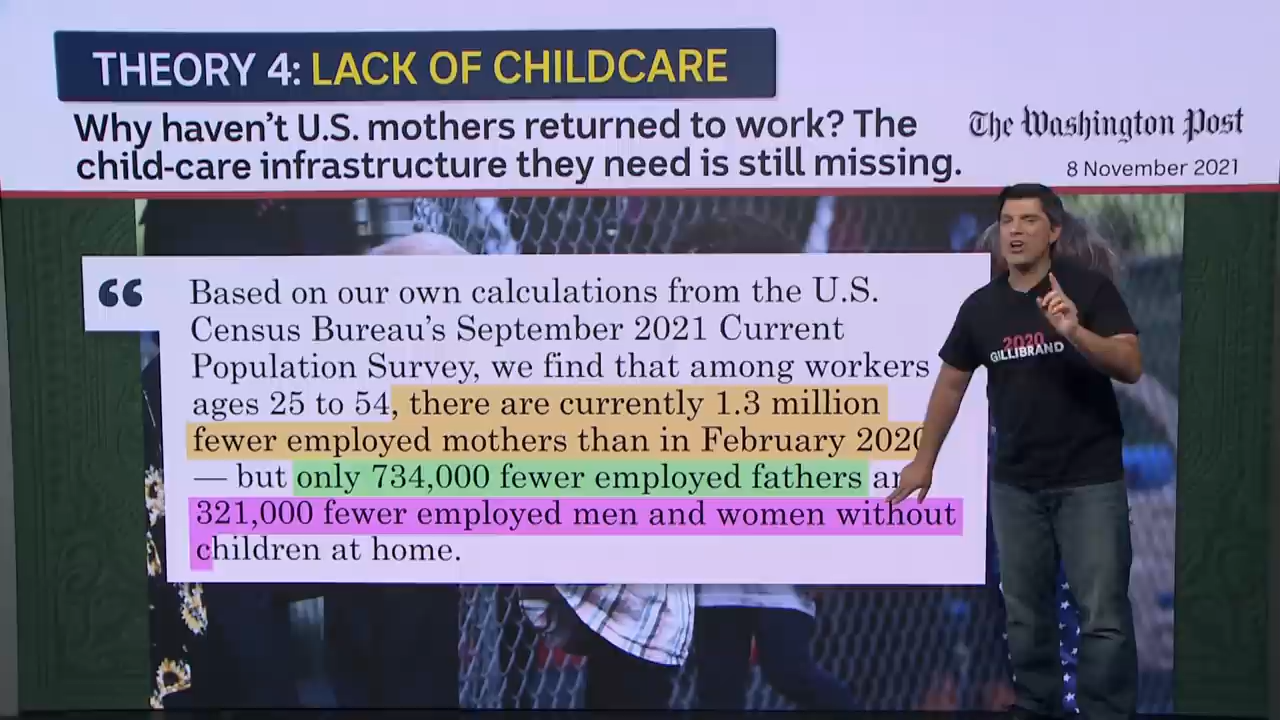 THEORY 4: LACK OF CHILDCARE
Why haven't U.S. mothers returned to work? The
child-care infrastructure they need is still missing.
The Washington Post
8 November 2021
“
Based on our own calculations from the U.S.
Census Bureau's September 2021 Current
Population Survey, we find that among workers
ages 25 to 54, there are currently 1.3 million
fewer employed mothers than in February 2020
— but only 734,000 fewer employed fathers
321,000 fewer employed men and women without
children at home.
2020
GILLIBRAND